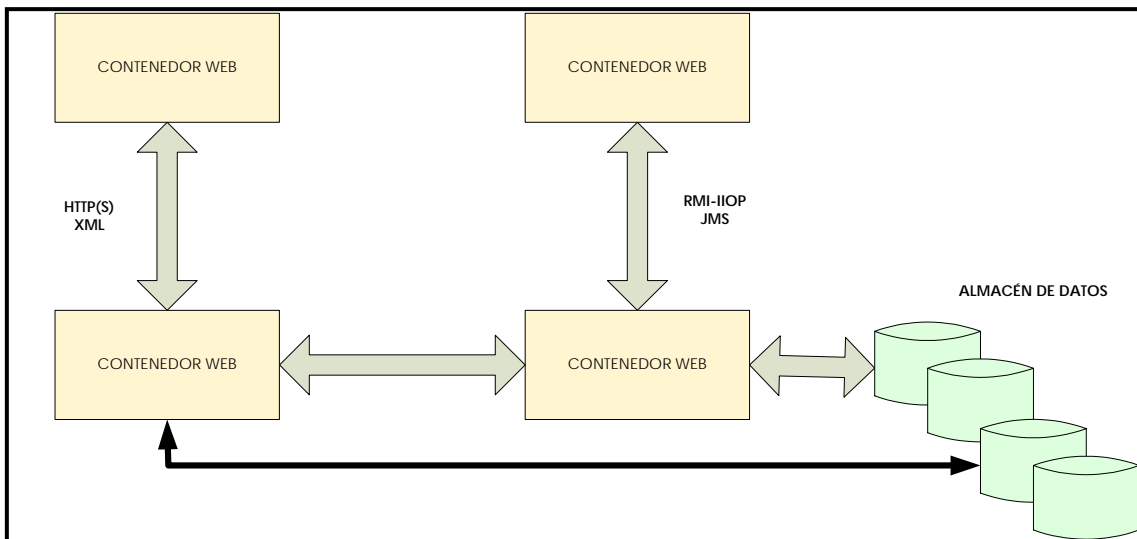 CONTENEDOR WEB
CONTENEDOR WEB
HTTP(S)
XML
RMI-IIOP
JMS
ALMACÉN DE DATOS
CONTENEDOR WEB
CONTENEDOR WEB